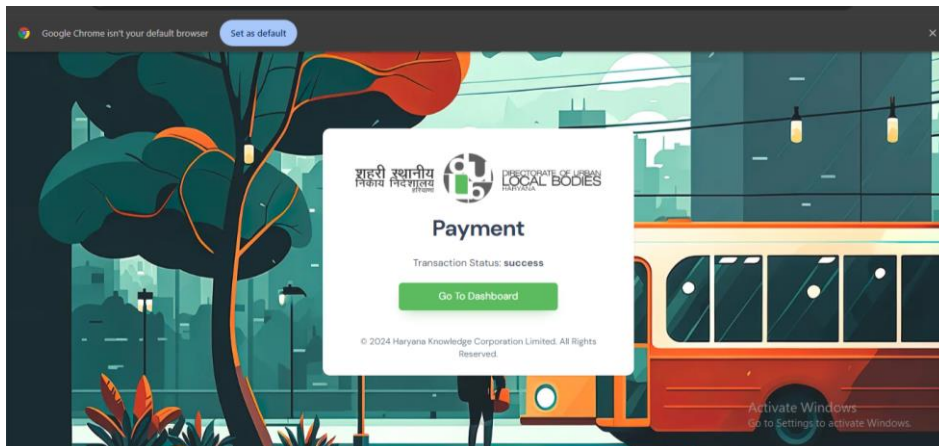 Google Chrome isn't your default browser
Set as default
शहरी स्थानीय
निकाय निदेशालय
हरियाणा
DIRECTORATE OF URBAN
LOCAL BODIES
HARYANA
Payment
Transaction Status: success
Go To Dashboard
© 2024 Haryana Knowledge Corporation Limited. All Rights
Reserved.
Activate Windows
Go to Settings to activate Windows.